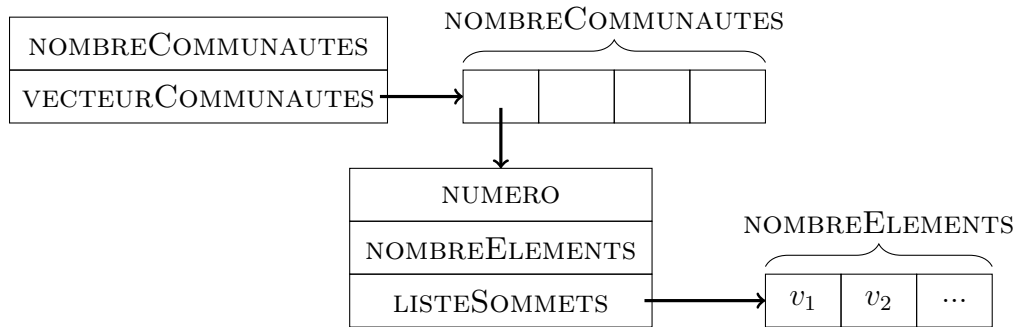 nombreCommunautes
nombreCommunautes
vecteurCommunautes
numero
nombreElements
nombreElements
listeSommets
v₁ v₂ ...